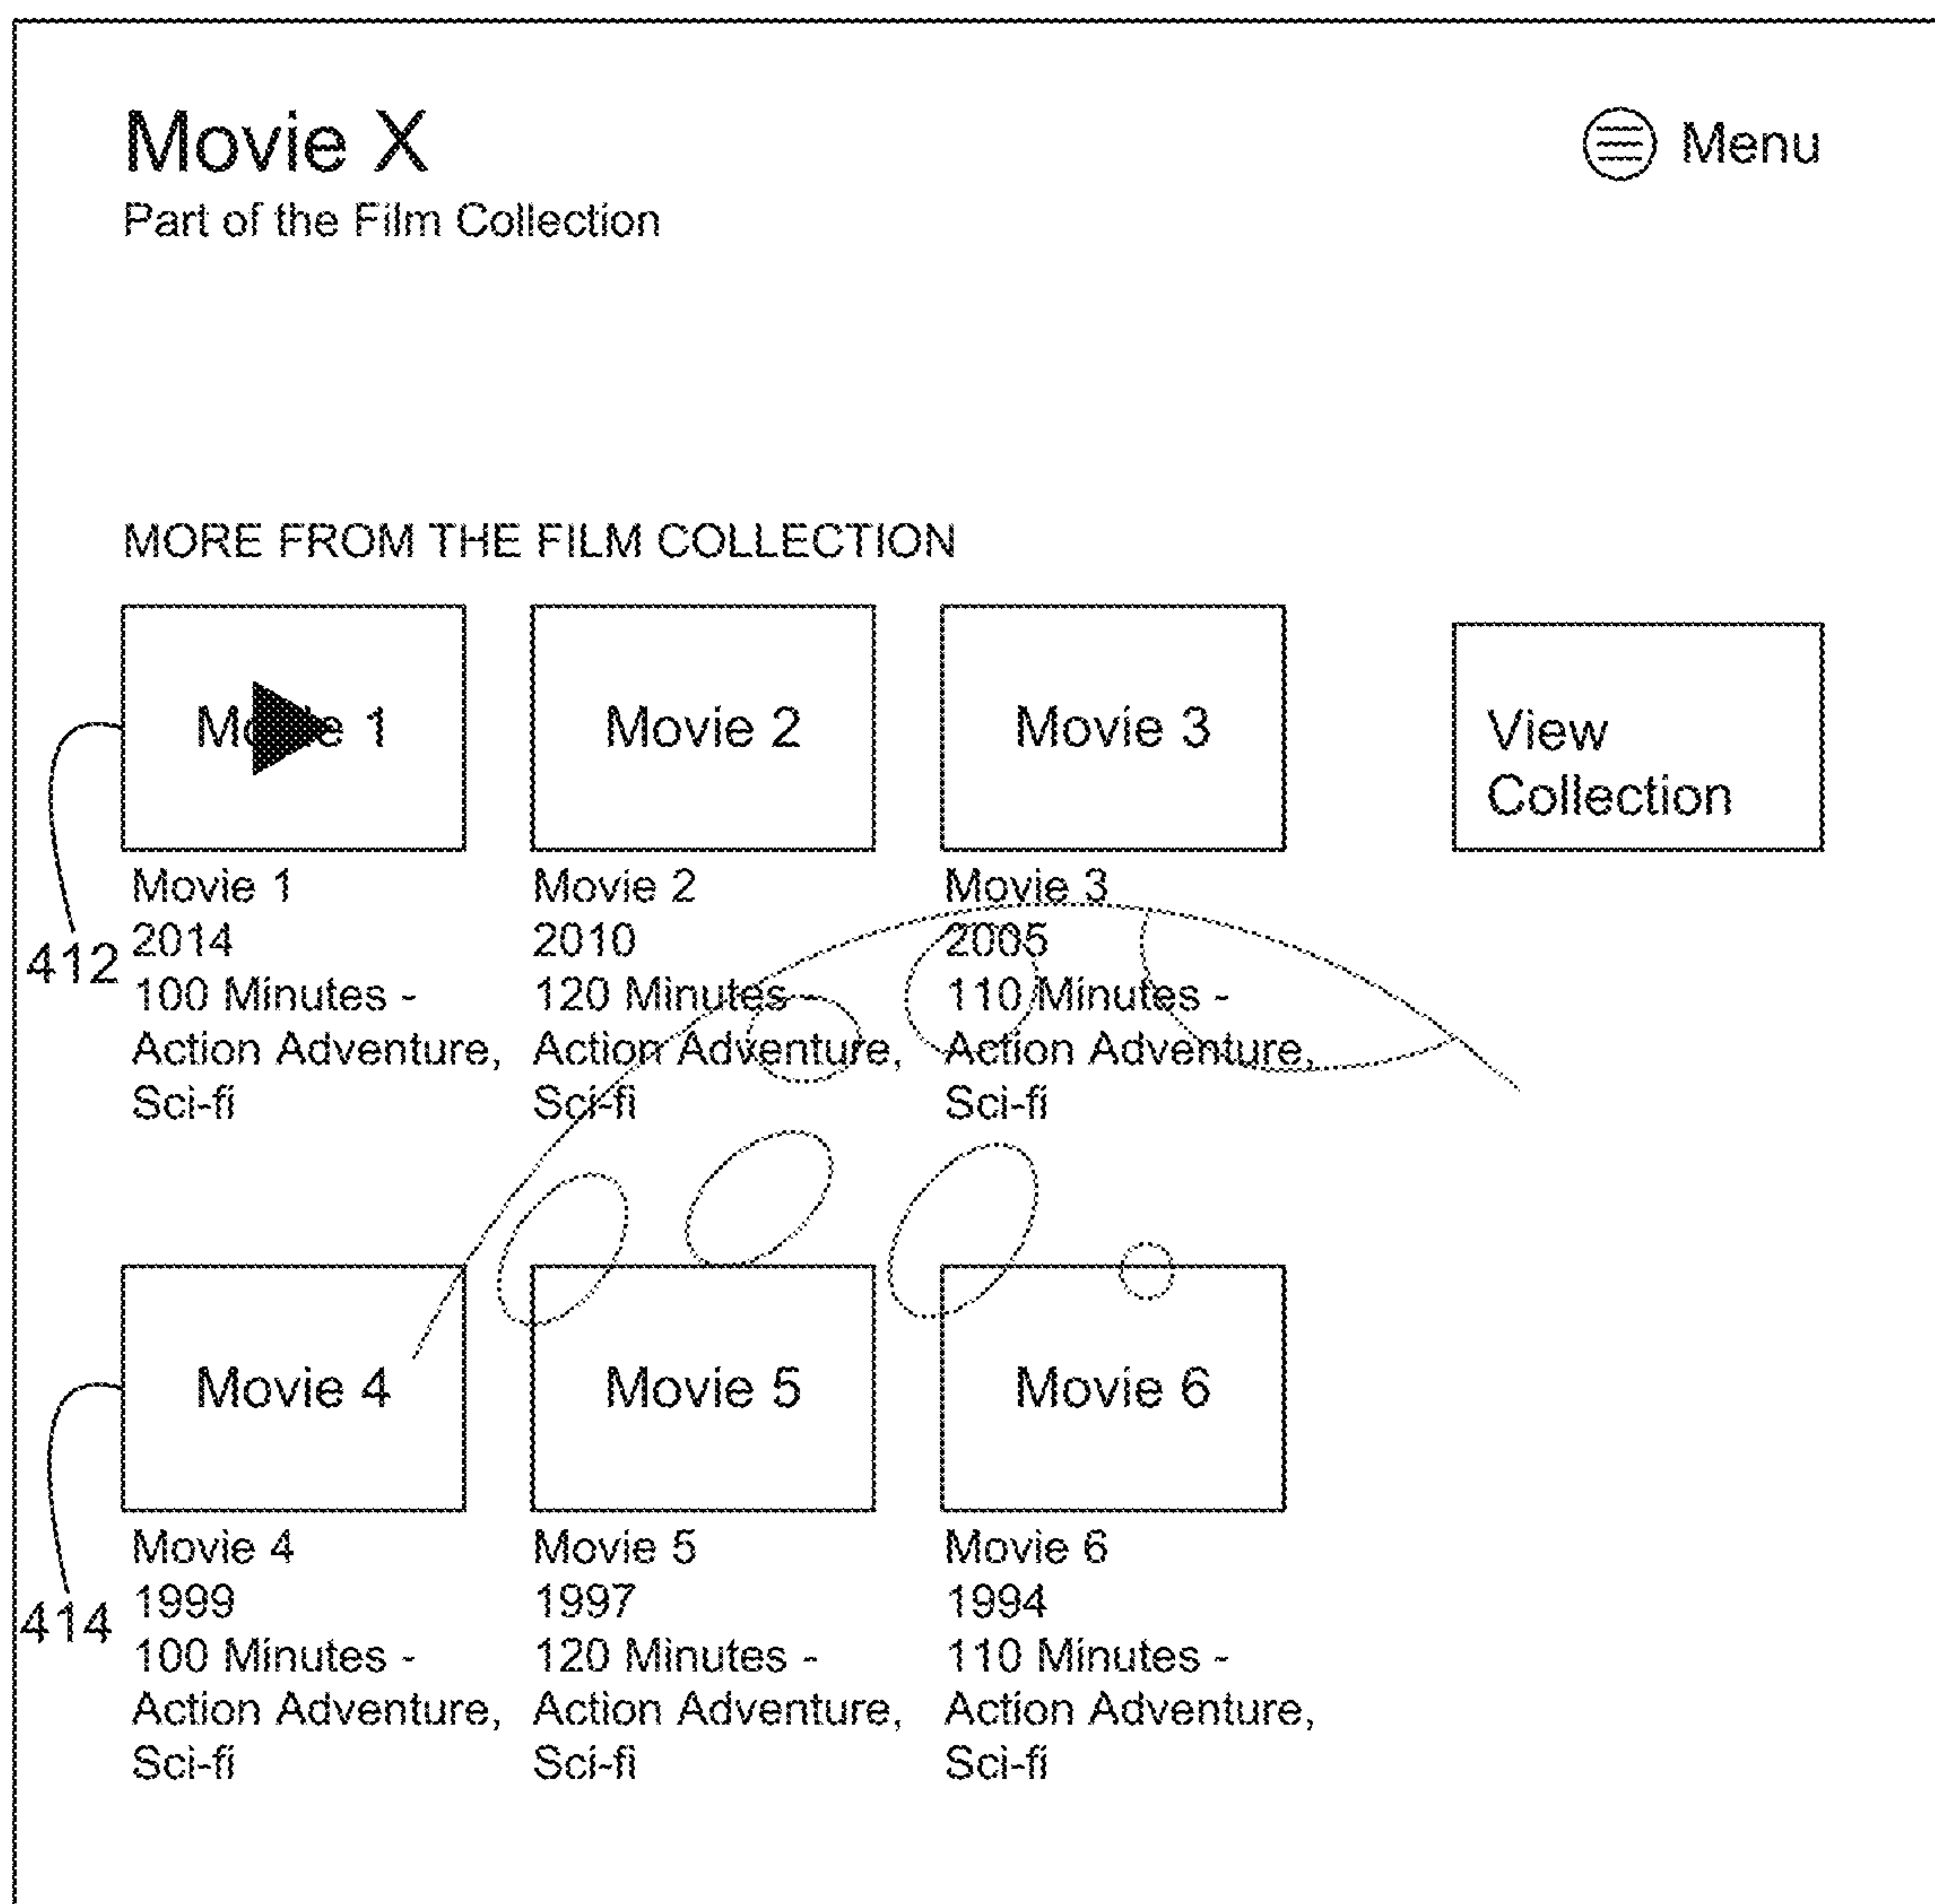 Movie X
Menu
Part of the Film Collection
MORE FROM THE FILM COLLECTION
Movie 1
Movie 2
Movie 3
View
Collection
412
Movie 1
2014
100 Minutes -
Action Adventure,
Sci-fi
Movie 2
2010
120 Minutes -
Action Adventure,
Sci-fi
Movie 3
2005
110 Minutes -
Action Adventure,
Sci-fi
Movie 4
Movie 5
Movie 6
414
Movie 4
1999
100 Minutes -
Action Adventure,
Sci-fi
Movie 5
1997
120 Minutes -
Action Adventure,
Sci-fi
Movie 6
1994
110 Minutes -
Action Adventure,
Sci-fi